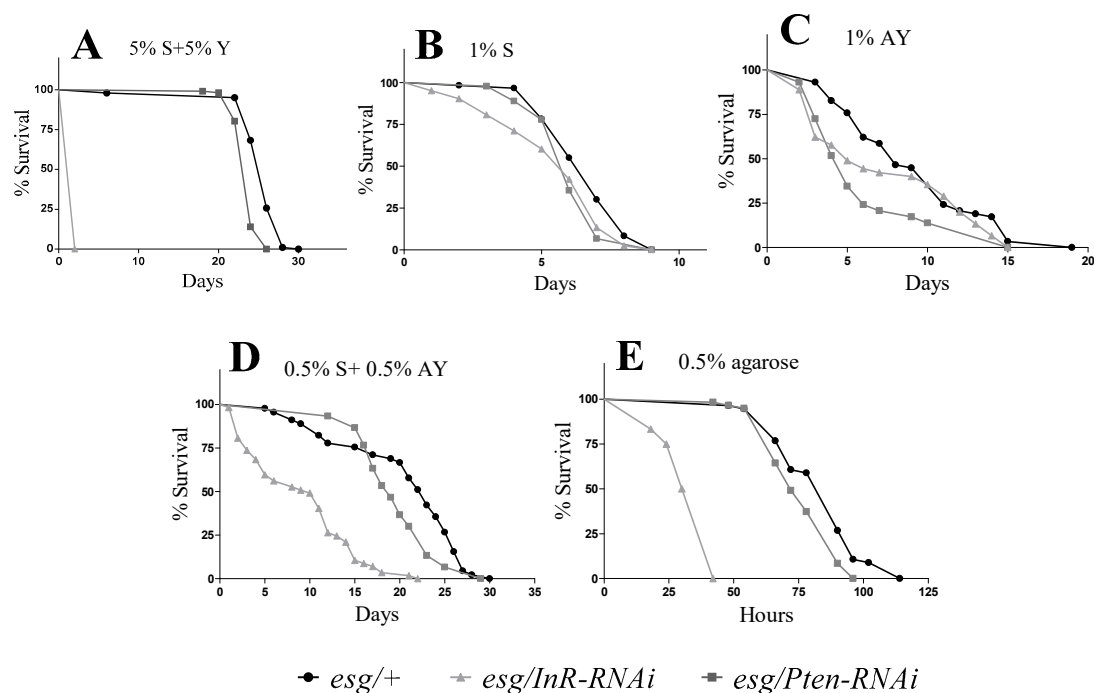 A 5% S+5% Y
100
75
50
25
0
% Survival
0 10 20 30
Days
B 1% S
100
75
50
25
0
% Survival
0 5 10
Days
C 1% AY
100
75
50
25
0
% Survival
0 5 10 15 20
Days
D 0.5% S+ 0.5% AY
100
75
50
25
0
% Survival
0 5 10 15 20 25 30 35
Days
E 0.5% agarose
100
75
50
25
0
% Survival
0 25 50 75 100 125
Hours
esg/+ esg/InR-RNAi esg/Pten-RNAi